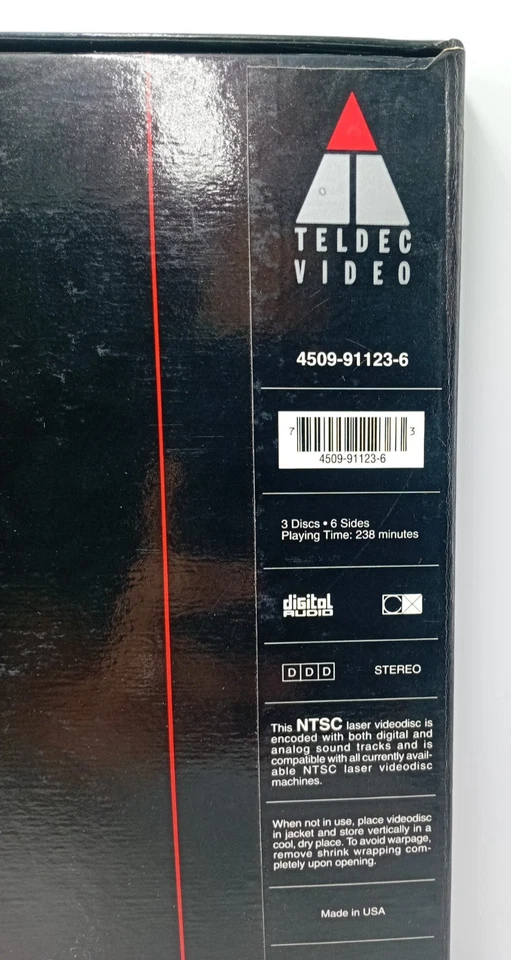 TELDEC
VIDEO
4509-91123-6
7 3
4509-91123-6
3 Discs • 6 Sides
Playing Time: 238 minutes
digital
AUDIO
DDD STEREO
This NTSC laser videodisc is
encoded with both digital and
analog sound tracks and is
compatible with all currently avail-
able NTSC laser videodisc
machines.
When not in use, place videodisc
in jacket and store vertically in a
cool, dry place. To avoid warpage,
remove shrink wrapping com-
pletely upon opening.
Made in USA